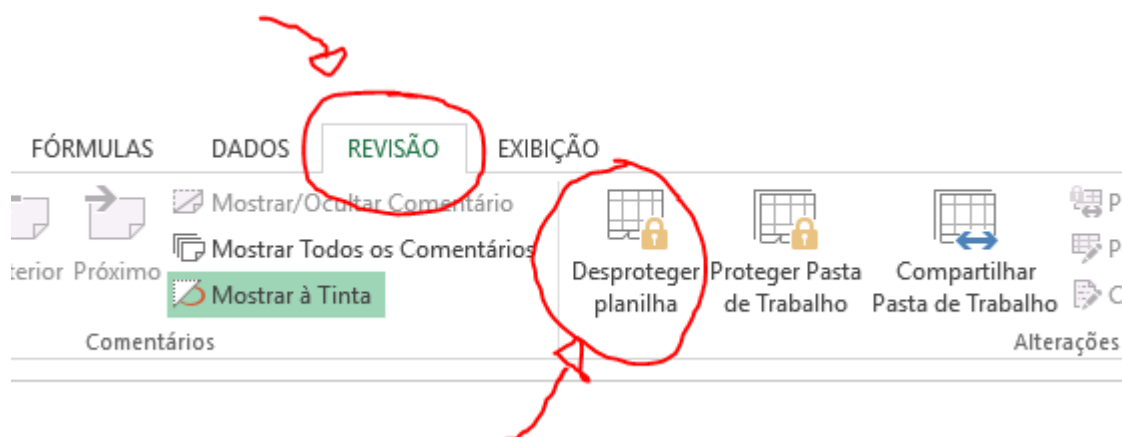 FÓRMULAS DADOS REVISÃO EXIBIÇÃO
Mostrar/Ocultar Comentário
Mostrar Todos os Comentários
Mostrar à Tinta
terior Próximo
Comentários
Desproteger planilha
Proteger Pasta de Trabalho
Compartilhar Pasta de Trabalho
P
P
C
Alterações